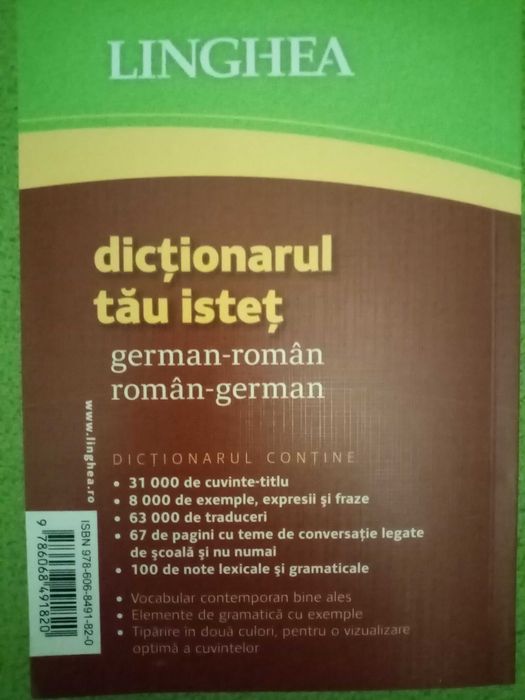 LINGHEA
dicționarul
tău isteț
german-român
român-german
www.linghea.ro
DICȚIONARUL CONȚINE
• 31 000 de cuvinte-titlu
• 8 000 de exemple, expresii și fraze
• 63 000 de traduceri
• 67 de pagini cu teme de conversație legate
de școală și nu numai
• 100 de note lexicale și gramaticale
• Vocabular contemporan bine ales
• Elemente de gramatică cu exemple
• Tipărire în două culori, pentru o vizualizare
optimă a cuvintelor
ISBN 978-606-8491-82-0
9 786068 491820